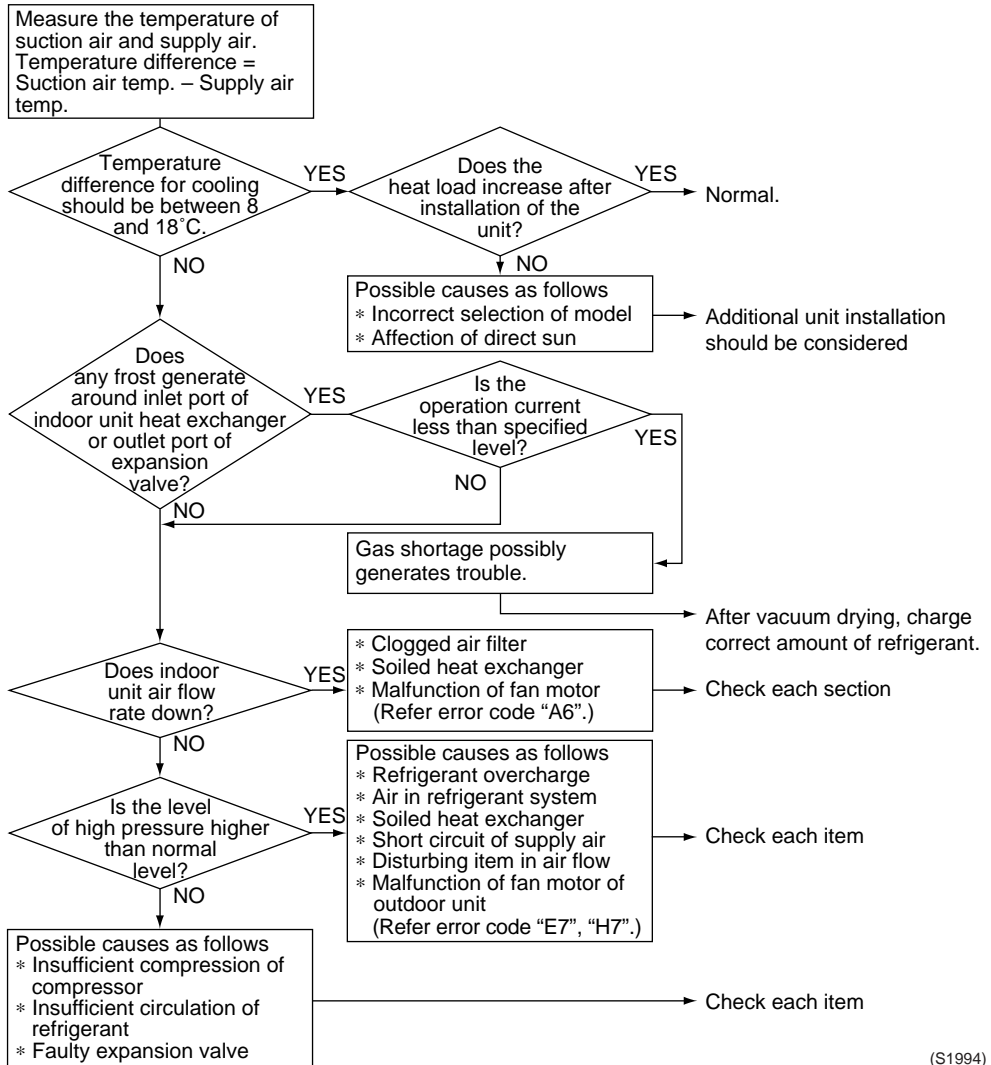 Measure the temperature of
suction air and supply air.
Temperature difference =
Suction air temp. – Supply air
temp.
Temperature
difference for cooling
should be between 8
and 18˚C.
YES
Does the
heat load increase after
installation of the
unit?
YES
Normal.
NO
NO
Possible causes as follows
* Incorrect selection of model
* Affection of direct sun
Additional unit installation
should be considered
Does
any frost generate
around inlet port of
indoor unit heat exchanger
or outlet port of
expansion
valve?
YES
Is the
operation current
less than specified
level?
YES
NO
NO
Gas shortage possibly
generates trouble.
After vacuum drying, charge
correct amount of refrigerant.
Does indoor
unit air flow
rate down?
YES
* Clogged air filter
* Soiled heat exchanger
* Malfunction of fan motor
(Refer error code “A6”.)
Check each section
NO
Is the level
of high pressure higher
than normal
level?
YES
Possible causes as follows
* Refrigerant overcharge
* Air in refrigerant system
* Soiled heat exchanger
* Short circuit of supply air
* Disturbing item in air flow
* Malfunction of fan motor of
outdoor unit
(Refer error code “E7”, “H7”.)
Check each item
NO
Possible causes as follows
* Insufficient compression of
compressor
* Insufficient circulation of
refrigerant
* Faulty expansion valve
Check each item
(S1994)